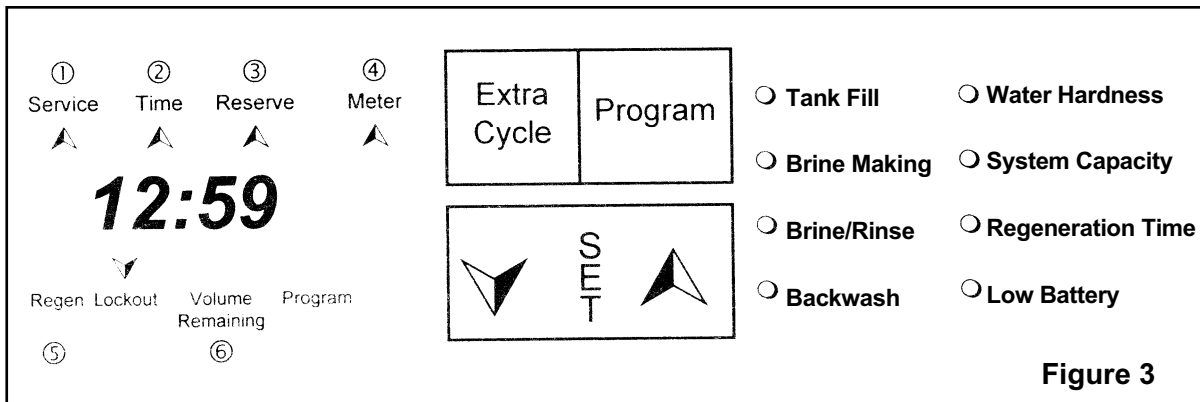 ① ② ③ ④
Service Time Reserve Meter
12:59
Regen Lockout Volume Remaining Program
⑤ ⑥
Extra Cycle
Program
SET
Tank Fill
Brine Making
Brine/Rinse
Backwash
Water Hardness
System Capacity
Regeneration Time
Low Battery
Figure 3